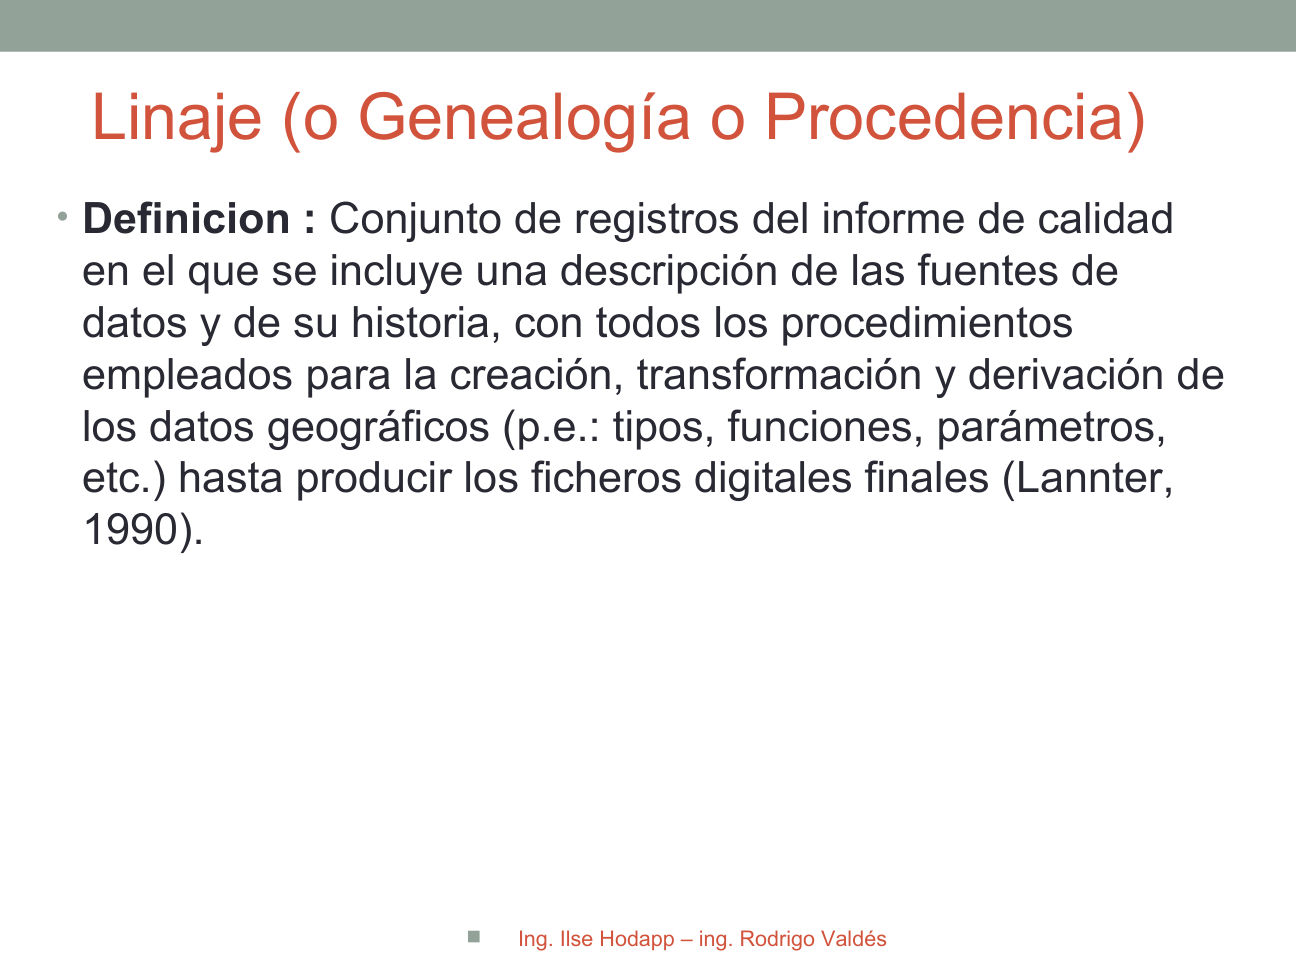 Linaje (o Genealogía o Procedencia)
• Definicion : Conjunto de registros del informe de calidad
en el que se incluye una descripción de las fuentes de
datos y de su historia, con todos los procedimientos
empleados para la creación, transformación y derivación de
los datos geográficos (p.e.: tipos, funciones, parámetros,
etc.) hasta producir los ficheros digitales finales (Lannter,
1990).
Ing. Ilse Hodapp – ing. Rodrigo Valdés